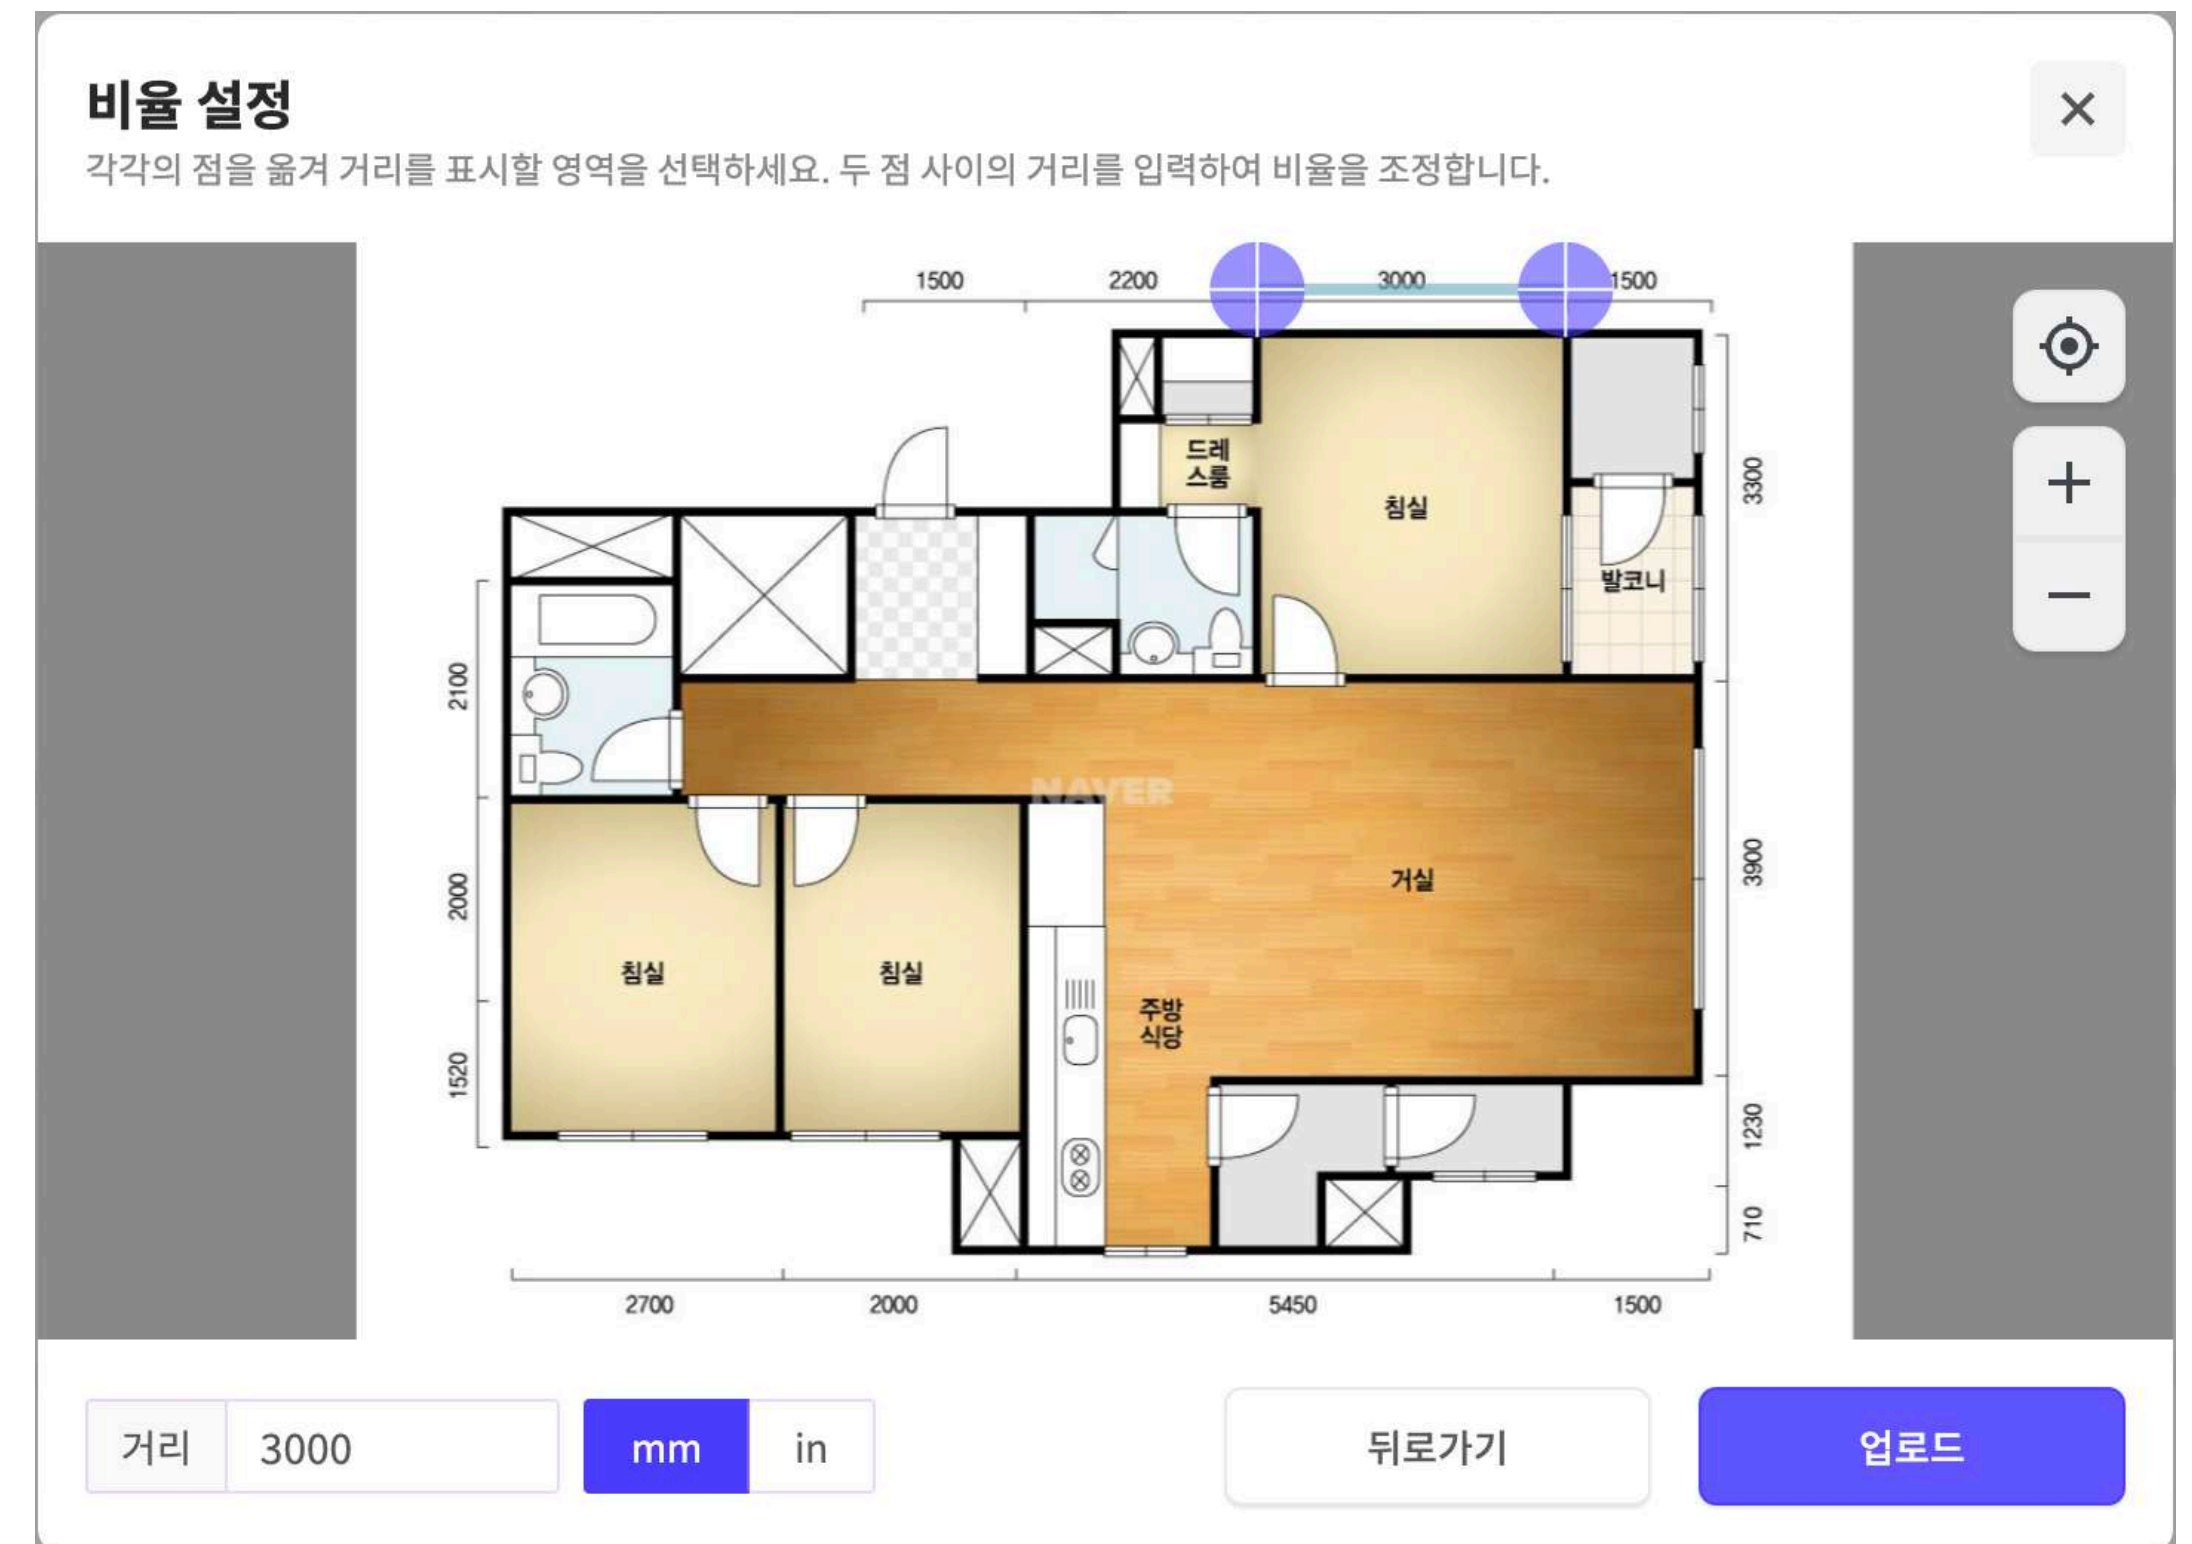 비율 설정
각각의 점을 옮겨 거리를 표시할 영역을 선택하세요. 두 점 사이의 거리를 입력하여 비율을 조정합니다.
1500 2200 3000 1500
드레
스룸
침실
3300
발코니
2100
NAVER
3900
거실
2000
침실 침실
주방
식당
1520
1230
710
2700 2000 5450 1500
거리 3000 mm in 뒤로가기 업로드